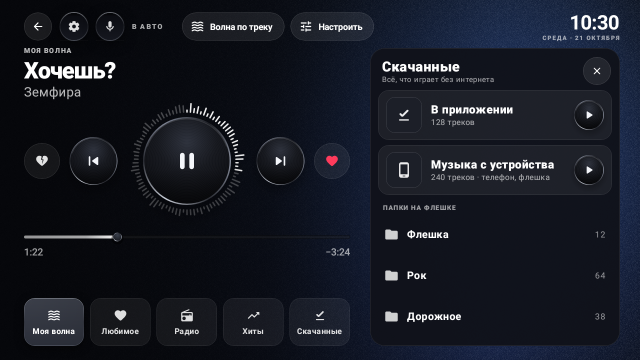 В АВТО
Волна по треку
Настроить
10:30
СРЕДА · 21 ОКТЯБРЯ
МОЯ ВОЛНА
Хочешь?
Земфира
1:22
−3:24
Моя волна
Любимое
Радио
Хиты
Скачанные
Скачанные
Всё, что играет без интернета
В приложении
128 треков
Музыка с устройства
240 треков · телефон, флешка
ПАПКИ НА ФЛЕШКЕ
Флешка
12
Рок
64
Дорожное
38